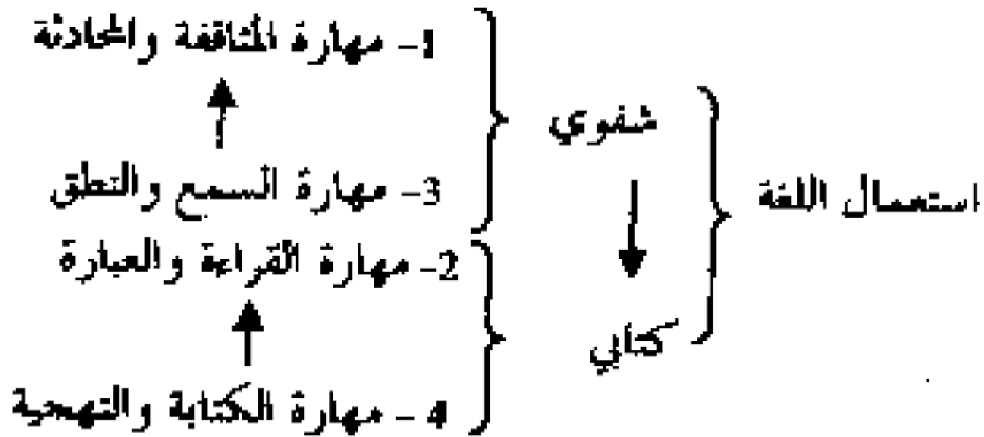 1- مهارة المثاقفة والمحادثة
شفوي
3- مهارة السمع والنطق
استعمال اللغة
2- مهارة القراءة والعبارة
كتابي
4 - مهارة الكتابة والتهجية